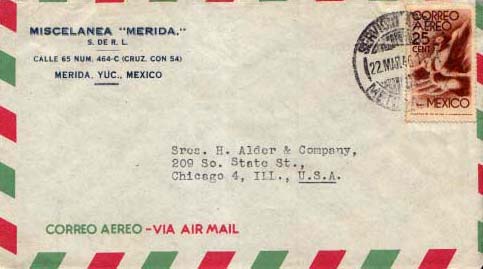 MISCELANEA "MERIDA,"
S. DE R. L.
CALLE 65 NUM. 464-C (CRUZ. CON 54)
MERIDA, YUC., MEXICO
CORREO
AEREO
25
CENT
MEXICO
22.MAR.46
Sres. H. Alder & Company,
209 So. State St.,
Chicago 4, Ill., U.S.A.
CORREO AEREO -VIA AIR MAIL